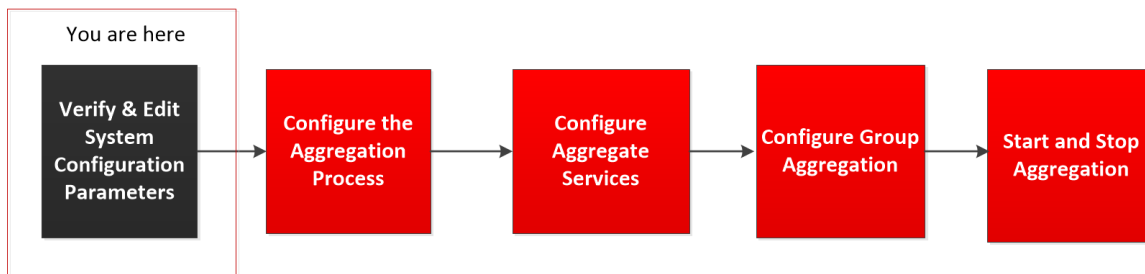 You are here
Verify & Edit
System
Configuration
Parameters
Configure the
Aggregation
Process
Configure
Aggregate
Services
Configure Group
Aggregation
Start and Stop
Aggregation